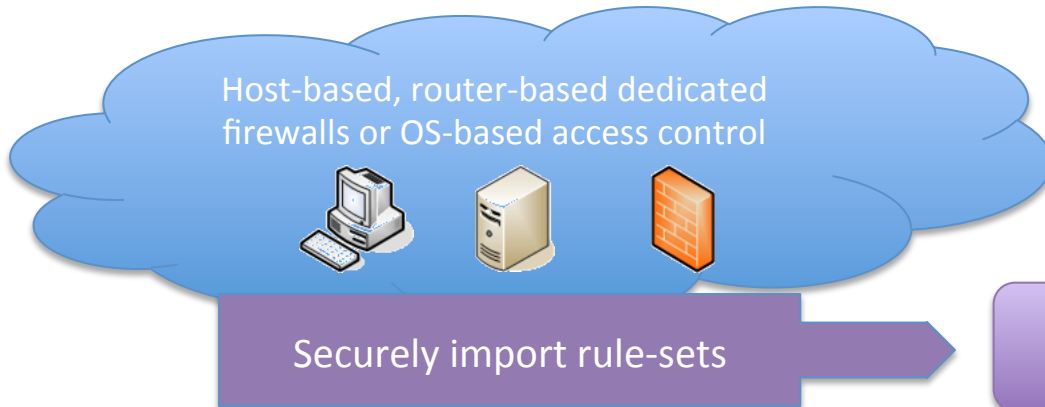 Host-based, router-based dedicated
firewalls or OS-based access control
Securely import rule-sets